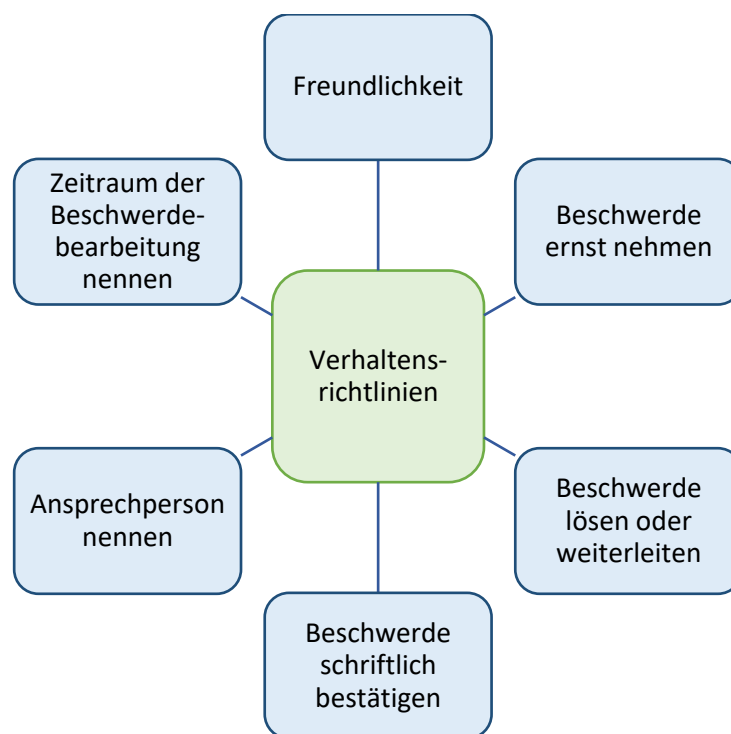 Freundlichkeit
Zeitraum der
Beschwerde-
bearbeitung
nennen
Beschwerde
ernst nehmen
Verhaltens-
richtlinien
Ansprechperson
nennen
Beschwerde
lösen oder
weiterleiten
Beschwerde
schriftlich
bestätigen